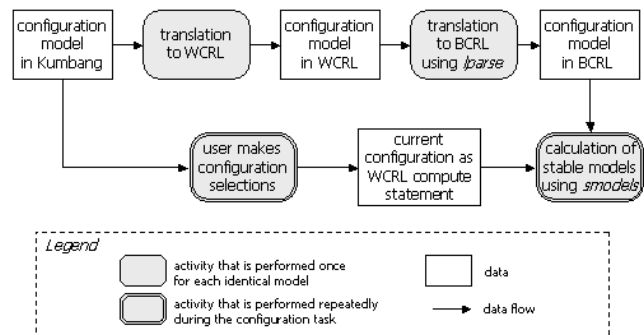 configuration
model
in Kumbang
translation
to WCRL
configuration
model
in WCRL
translation
to BCRL
using lparse
configuration
model
in BCRL
user makes
configuration
selections
current
configuration as
WCRL compute
statement
calculation of
stable models
using smodels
Legend
activity that is performed once
for each identical model
data
activity that is performed repeatedly
during the configuration task
data flow